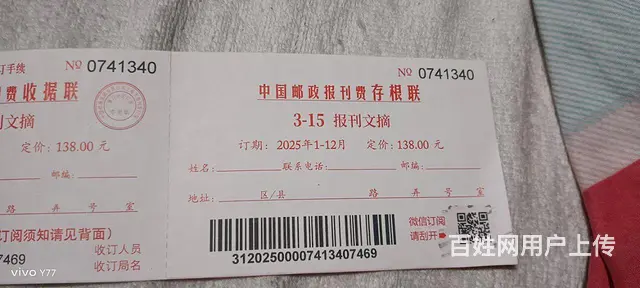 订手续
No 0741340
费收据联
刊文摘
定价: 138.00 元
邮编:
路 弄 号 室
订阅须知请见背面)
收订人员
7469
收订局名
No 0741340
中国邮政报刊费存根联
3-15 报刊文摘
订期: 2025年1-12月 定价: 138.00元
姓名: 联系电话: 邮编:
地址: 区/县 路 弄 号 室
微信订阅
请刮开
31202500007413407469
百姓网用户上传
vivo Y77